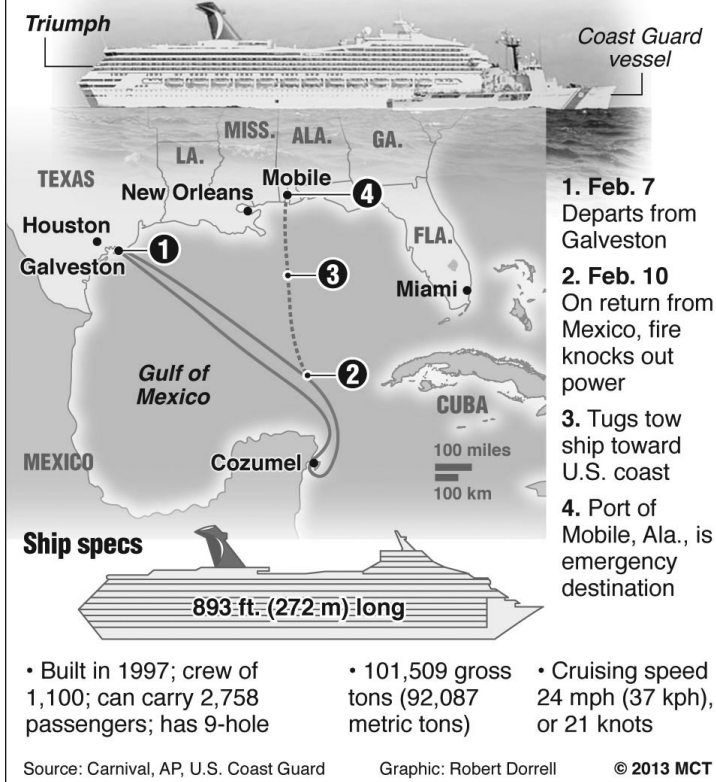 Triumph
Coast Guard
vessel
MISS.
ALA.
GA.
LA.
TEXAS
New Orleans
Mobile
4
Houston
Galveston
1
FLA.
3
Miami
Gulf of
Mexico
2
CUBA
MEXICO
Cozumel
100 miles
100 km
1. Feb. 7
Departs from
Galveston
2. Feb. 10
On return from
Mexico, fire
knocks out
power
3. Tugs tow
ship toward
U.S. coast
4. Port of
Mobile, Ala., is
emergency
destination
Ship specs
893 ft. (272 m) long
• Built in 1997; crew of
1,100; can carry 2,758
passengers; has 9-hole
• 101,509 gross
tons (92,087
metric tons)
• Cruising speed
24 mph (37 kph),
or 21 knots
Source: Carnival, AP, U.S. Coast Guard
Graphic: Robert Dorrell
© 2013 MCT